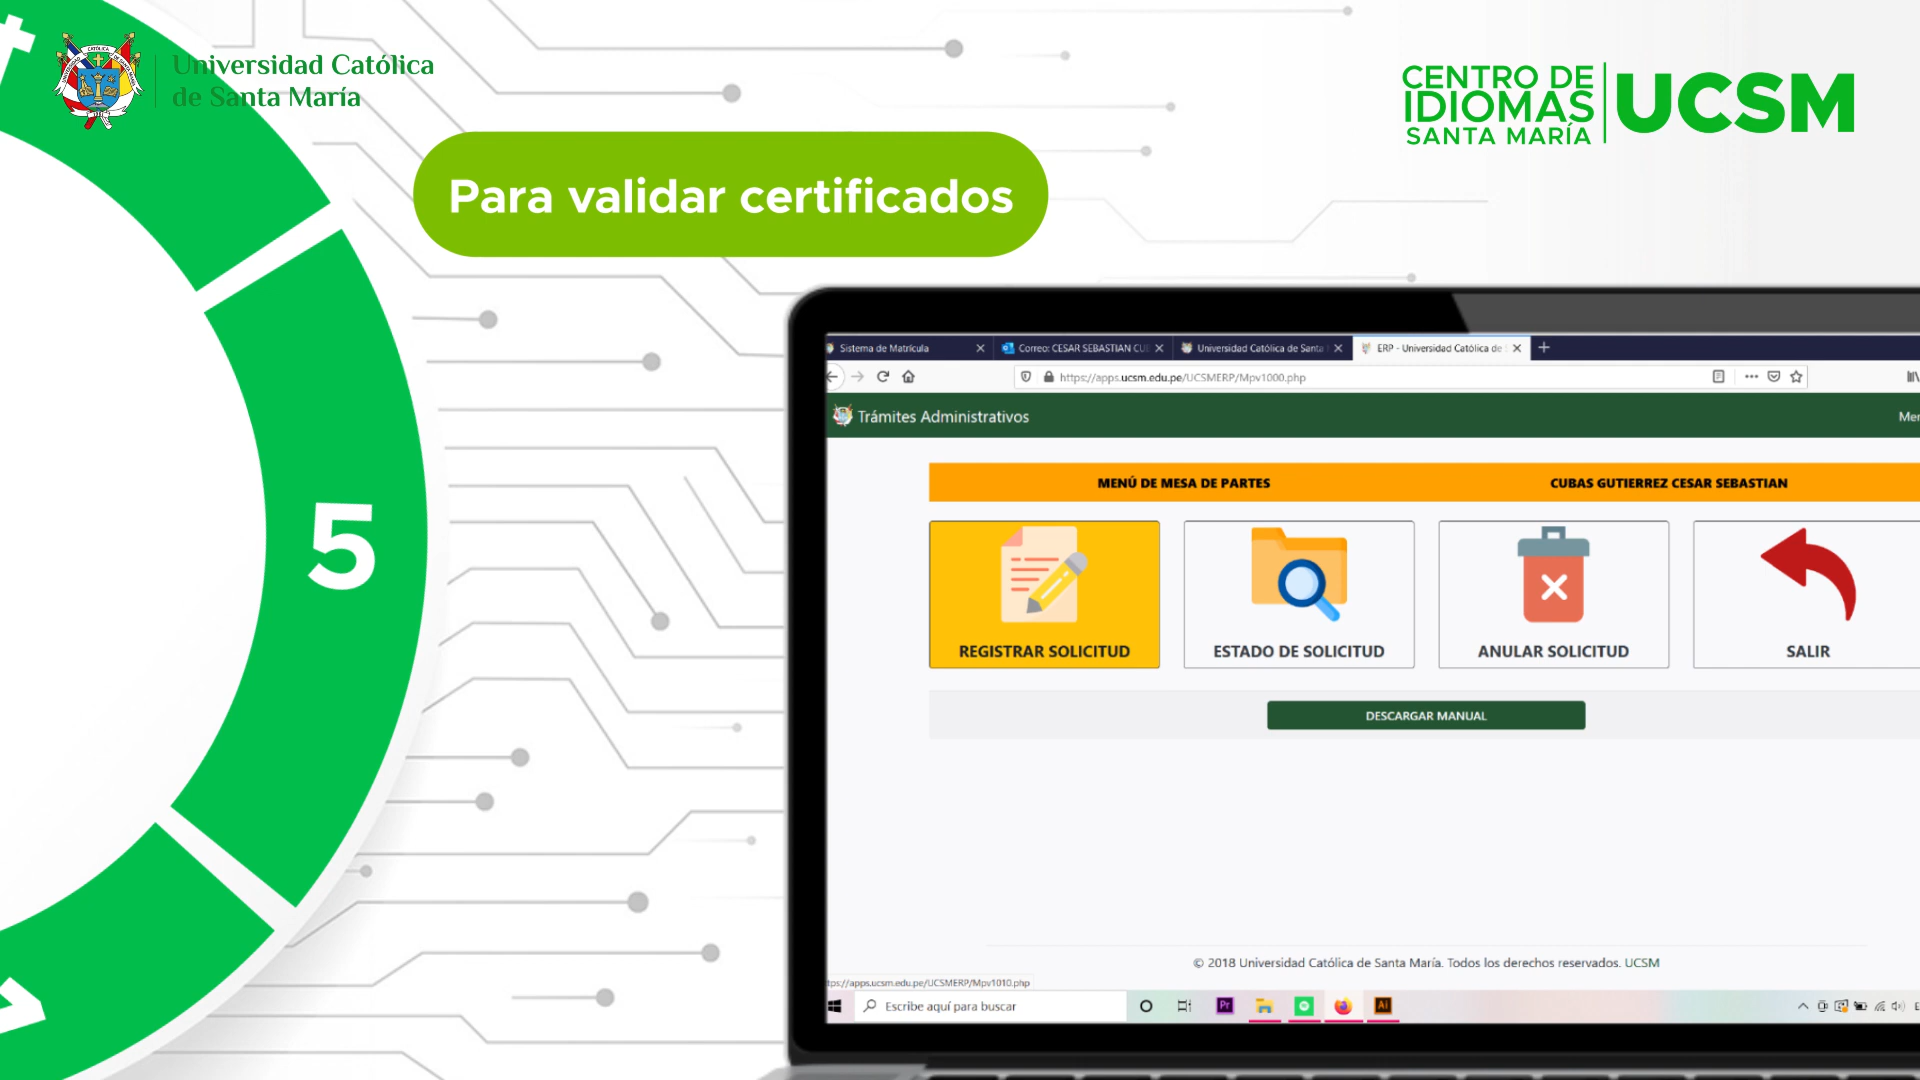 Universidad Católica
de Santa María
CENTRO DE
IDIOMAS
SANTA MARÍA
UCSM
Para validar certificados
5
Sistema de Matrícula
Correo: CESAR SEBASTIAN CU
Universidad Católica de Santa
ERP - Universidad Católica de
https://apps.ucsm.edu.pe/UCSMERP/Mpv1000.php
Trámites Administrativos
MENÚ DE MESA DE PARTES
CUBAS GUTIERREZ CESAR SEBASTIAN
REGISTRAR SOLICITUD
ESTADO DE SOLICITUD
ANULAR SOLICITUD
SALIR
DESCARGAR MANUAL
© 2018 Universidad Católica de Santa María. Todos los derechos reservados. UCSM
tps://apps.ucsm.edu.pe/UCSMERP/Mpv1010.php
Escribe aquí para buscar
Pr
Ai